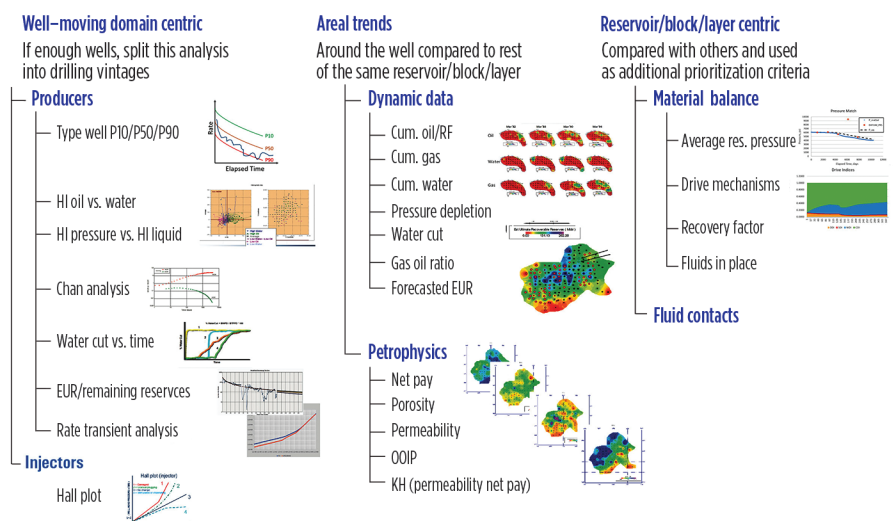 Well–moving domain centric
If enough wells, split this analysis
into drilling vintages
Producers
Type well P10/P50/P90
Rate
P10
P50
P90
Elapsed Time
HI oil vs. water
HI pressure vs. HI liquid
Chan analysis
Water cut vs. time
EUR/remaining reservces
Rate transient analysis
Injectors
Hall plot
Hall plot (injector)
1
2
3
4
Areal trends
Around the well compared to rest
of the same reservoir/block/layer
Dynamic data
Cum. oil/RF
Cum. gas
Cum. water
Pressure depletion
Water cut
Gas oil ratio
Forecasted EUR
Oil
Water
Gas
Petrophysics
Net pay
Porosity
Permeability
OOIP
KH (permeability net pay)
Reservoir/block/layer centric
Compared with others and used
as additional prioritization criteria
Material balance
Average res. pressure
Drive mechanisms
Recovery factor
Fluids in place
Pressure Match
Drive Indices
Fluid contacts